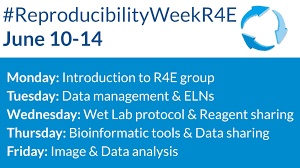 #ReproducibilityWeekR4E
June 10-14
Monday: Introduction to R4E group
Tuesday: Data management & ELNs
Wednesday: Wet Lab protocol & Reagent sharing
Thursday: Bioinformatic tools & Data sharing
Friday: Image & Data analysis